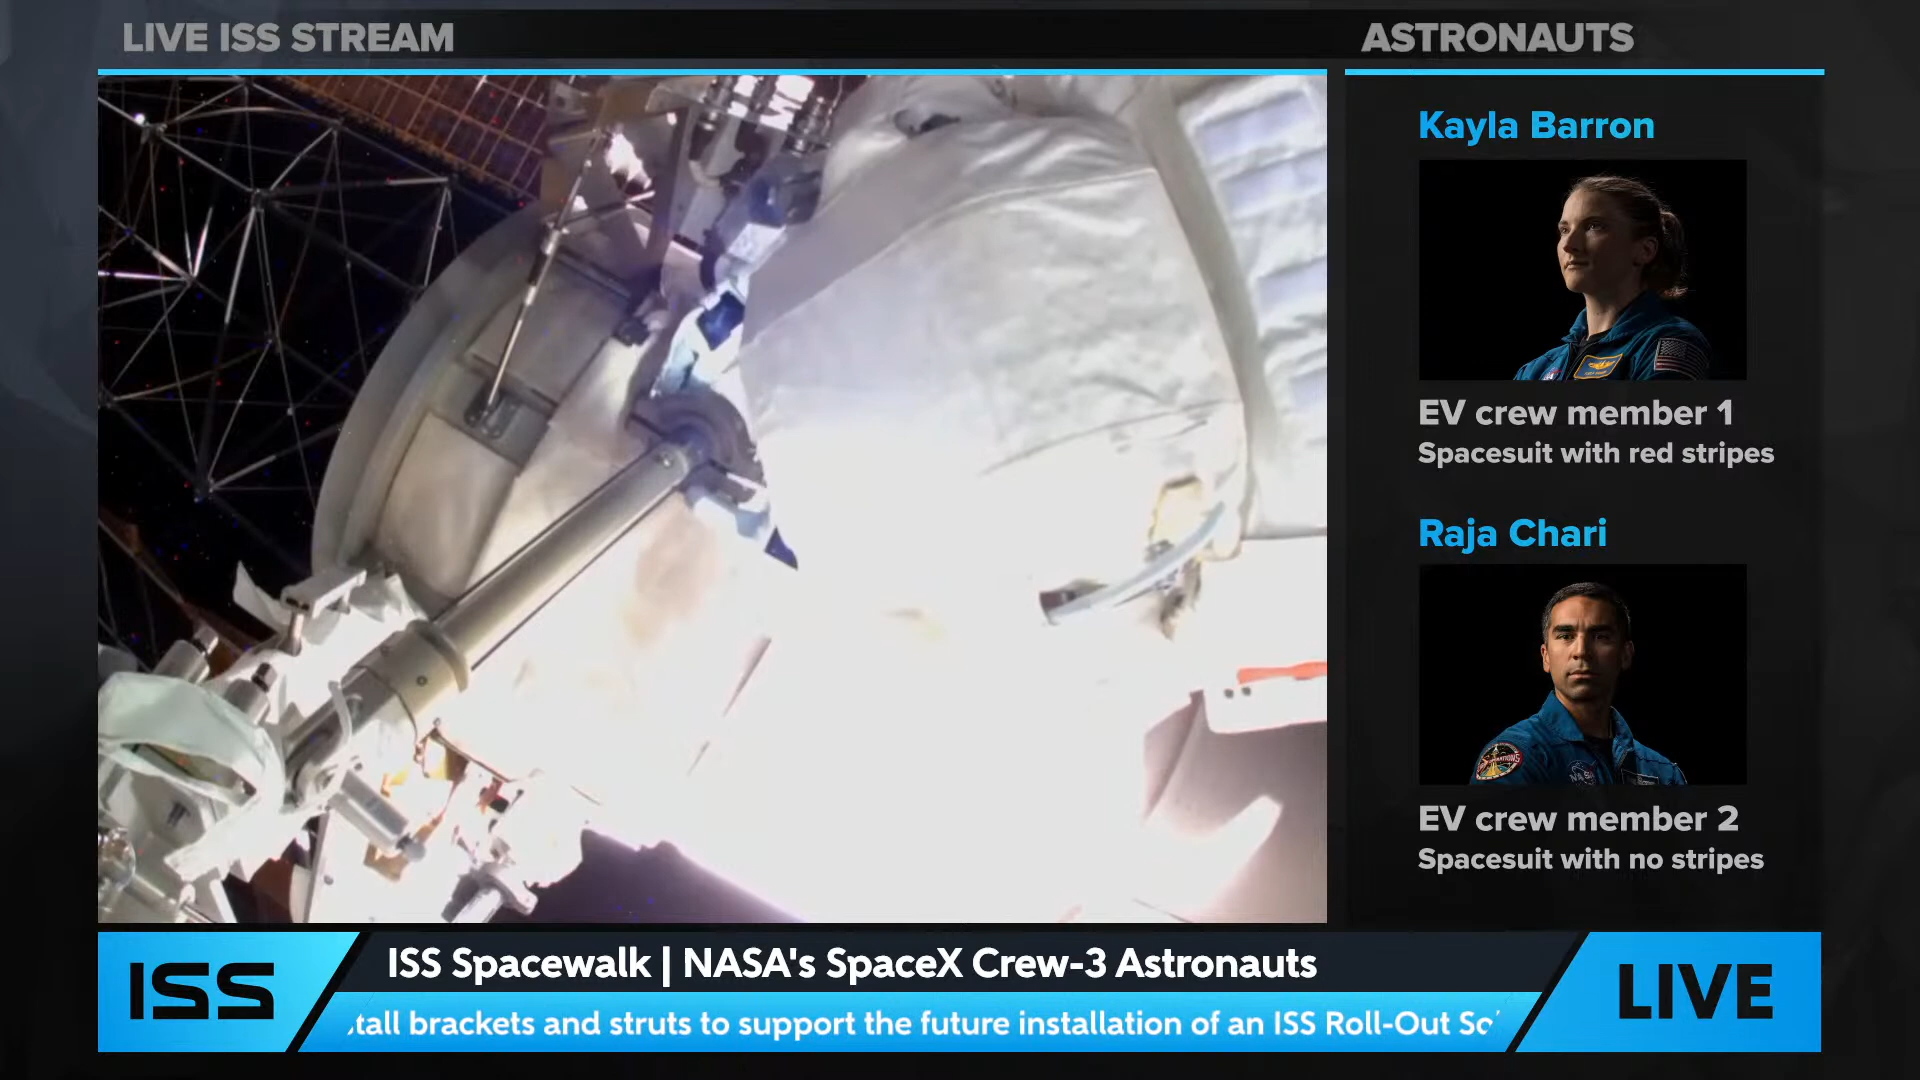 LIVE ISS STREAM
ASTRONAUTS
Kayla Barron
EV crew member 1
Spacesuit with red stripes
Raja Chari
EV crew member 2
Spacesuit with no stripes
ISS
ISS Spacewalk | NASA's SpaceX Crew-3 Astronauts
tall brackets and struts to support the future installation of an ISS Roll-Out So
LIVE